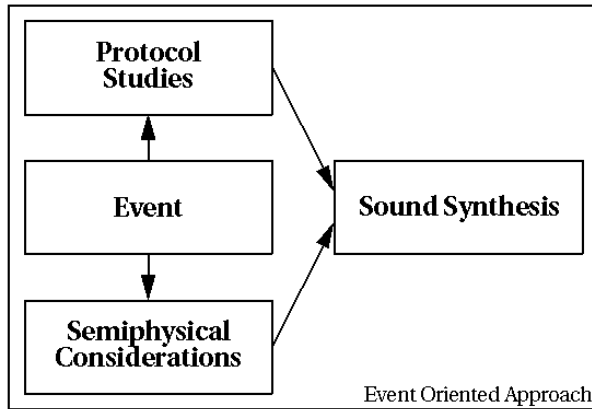 Protocol
Studies
Event
Sound Synthesis
Semiphysical
Considerations
Event Oriented Approach